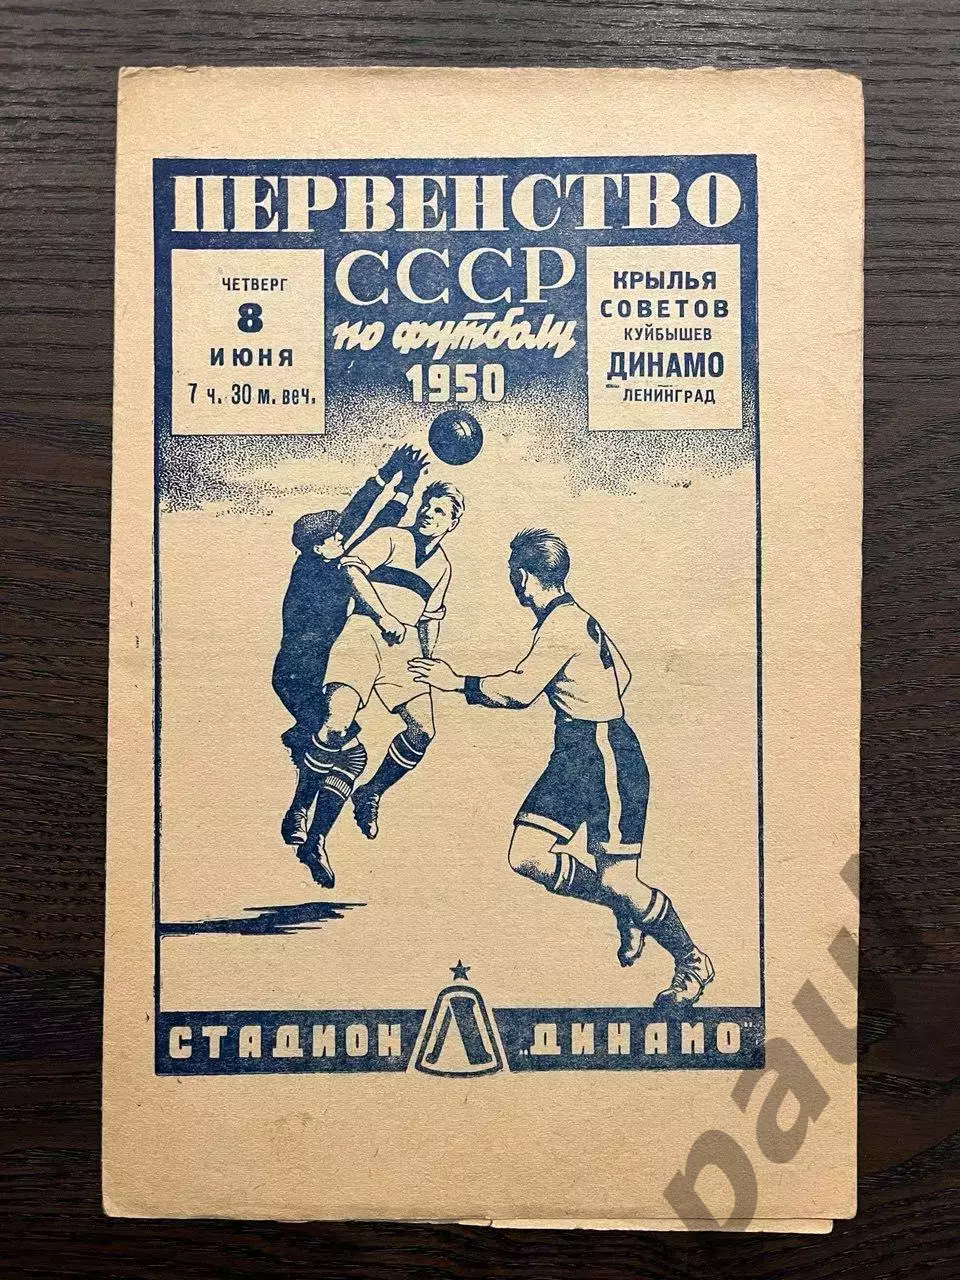 ПЕРВЕНСТВО
СССР
по футболу
1950
ЧЕТВЕРГ
8
ИЮНЯ
7 ч. 30 м. веч.
КРЫЛЬЯ
СОВЕТОВ
КУЙБЫШЕВ
ДИНАМО
ЛЕНИНГРАД
СТАДИОН Л „ДИНАМО"